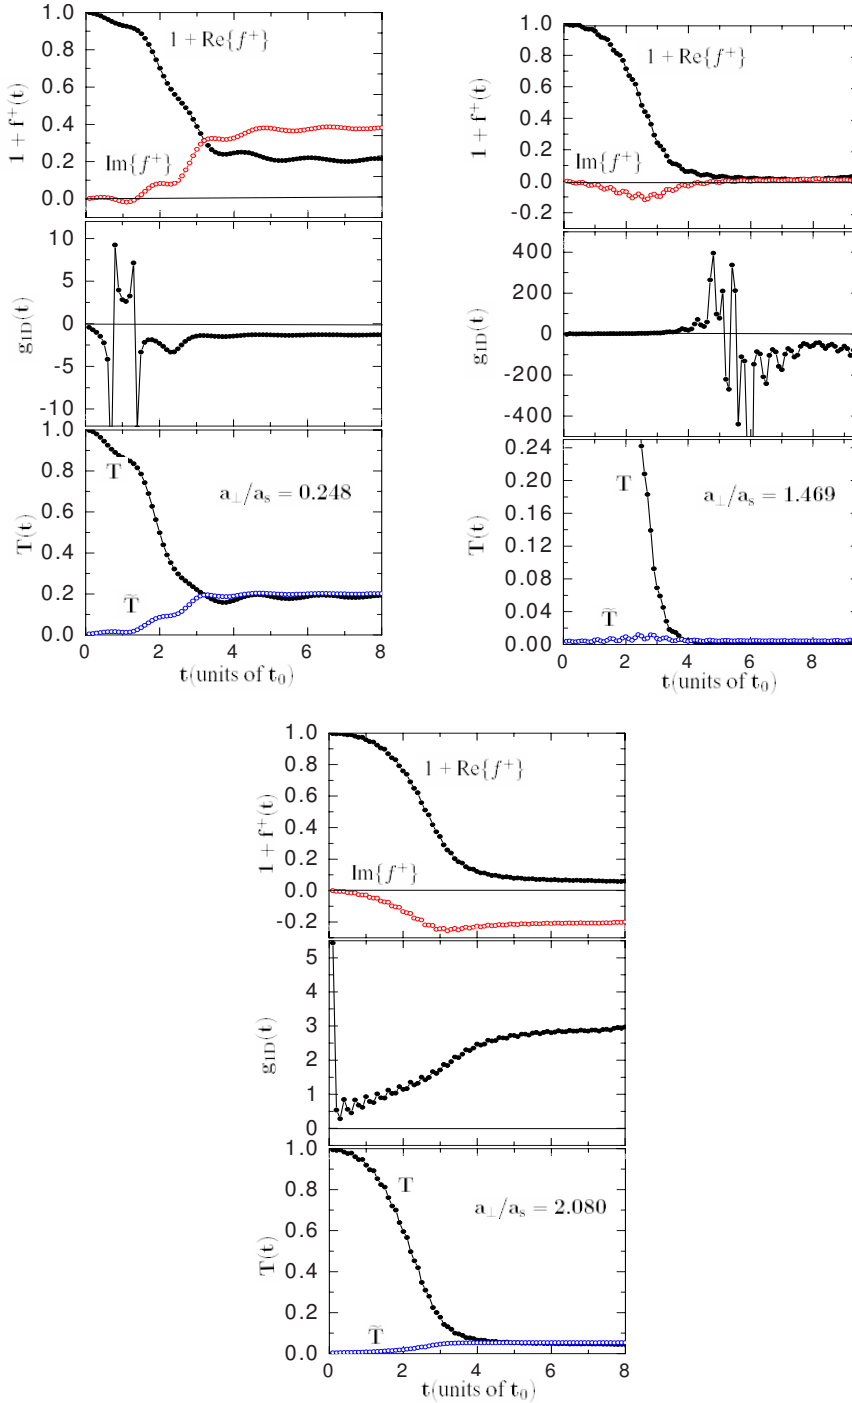 1.0
0.8
0.6
0.4
0.2
0.0
1 + f⁺(t)
1 + Re{f⁺}
Im{f⁺}
10
5
0
-5
-10
g1D(t)
1.0
0.8
0.6
0.4
0.2
0.0
T(t)
T
T̃
a⊥/as = 0.248
0 2 4 6 8
t(units of t0)
1.0
0.8
0.6
0.4
0.2
0.0
-0.2
1 + f⁺(t)
1 + Re{f⁺}
Im{f⁺}
400
200
0
-200
-400
g1D(t)
0.24
0.20
0.16
0.12
0.08
0.04
0.00
T(t)
T
T̃
a⊥/as = 1.469
0 2 4 6 8
t(units of t0)
1.0
0.8
0.6
0.4
0.2
0.0
-0.2
1 + f⁺(t)
1 + Re{f⁺}
Im{f⁺}
5
4
3
2
1
0
g1D(t)
1.0
0.8
0.6
0.4
0.2
0.0
T(t)
T
T̃
a⊥/as = 2.080
0 2 4 6 8
t(units of t0)